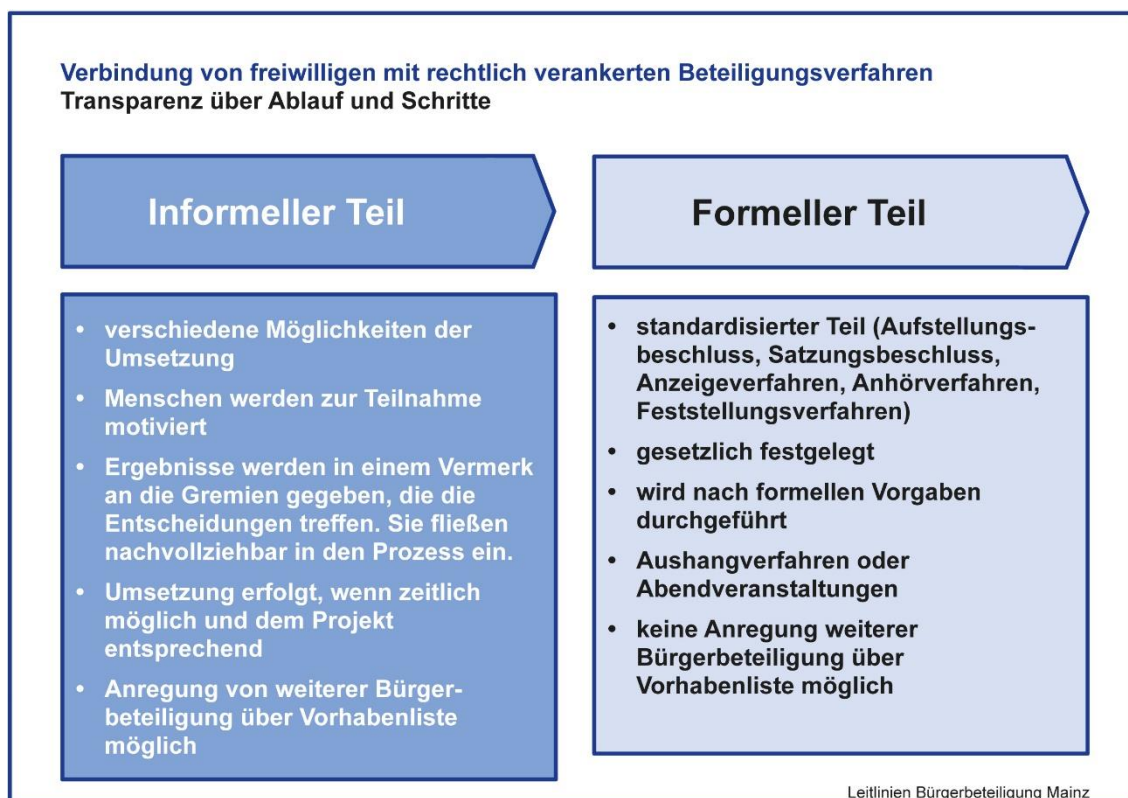 Verbindung von freiwilligen mit rechtlich verankerten Beteiligungsverfahren
Transparenz über Ablauf und Schritte
Informeller Teil
• verschiedene Möglichkeiten der
Umsetzung
• Menschen werden zur Teilnahme
motiviert
• Ergebnisse werden in einem Vermerk
an die Gremien gegeben, die die
Entscheidungen treffen. Sie fließen
nachvollziehbar in den Prozess ein.
• Umsetzung erfolgt, wenn zeitlich
möglich und dem Projekt
entsprechend
• Anregung von weiterer Bürger-
beteiligung über Vorhabenliste
möglich
Formeller Teil
• standardisierter Teil (Aufstellungs-
beschluss, Satzungsbeschluss,
Anzeigeverfahren, Anhörverfahren,
Feststellungsverfahren)
• gesetzlich festgelegt
• wird nach formellen Vorgaben
durchgeführt
• Aushangverfahren oder
Abendveranstaltungen
• keine Anregung weiterer
Bürgerbeteiligung über
Vorhabenliste möglich
Leitlinien Bürgerbeteiligung Mainz